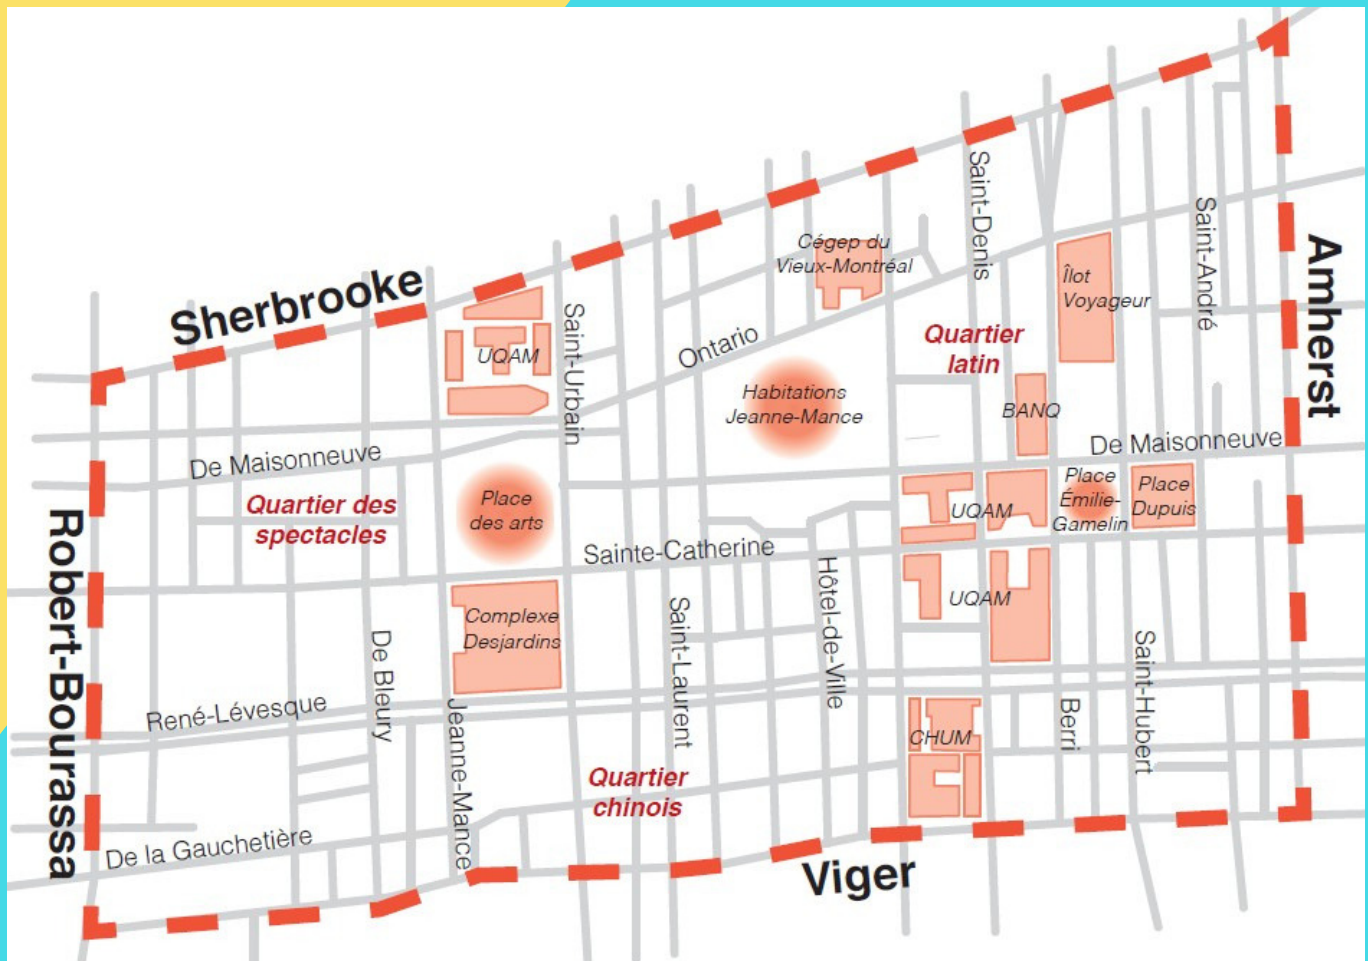 Sherbrooke
Saint-Denis
Saint-André
Amherst
Cégep du
Vieux-Montréal
Îlot
Voyageur
UQAM
Saint-Urbain
Ontario
Quartier
latin
Habitations
Jeanne-Mance
BANQ
De Maisonneuve
De Maisonneuve
Quartier des
spectacles
Place
des arts
UQAM
Place
Émilie-
Gamelin
Place
Dupuis
Robert-Bourassa
Sainte-Catherine
Hôtel-de-Ville
UQAM
Complexe
Desjardins
Saint-Laurent
De Bleury
Saint-Hubert
René-Lévesque
Jeanne-Mance
Berri
CHUM
Quartier
chinois
De la Gauchetière
Viger